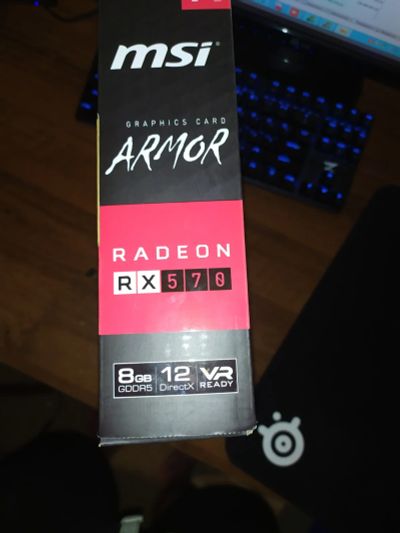 msi
GRAPHICS CARD
ARMOR
RADEON
RX 570
8GB GDDR5
12 DirectX
VR READY